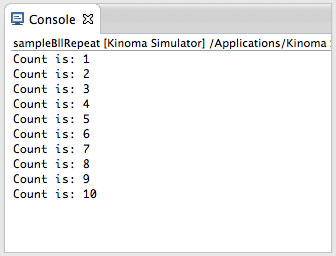 Console
sampleBllRepeat [Kinoma Simulator] /Applications/Kinoma
Count is: 1
Count is: 2
Count is: 3
Count is: 4
Count is: 5
Count is: 6
Count is: 7
Count is: 8
Count is: 9
Count is: 10